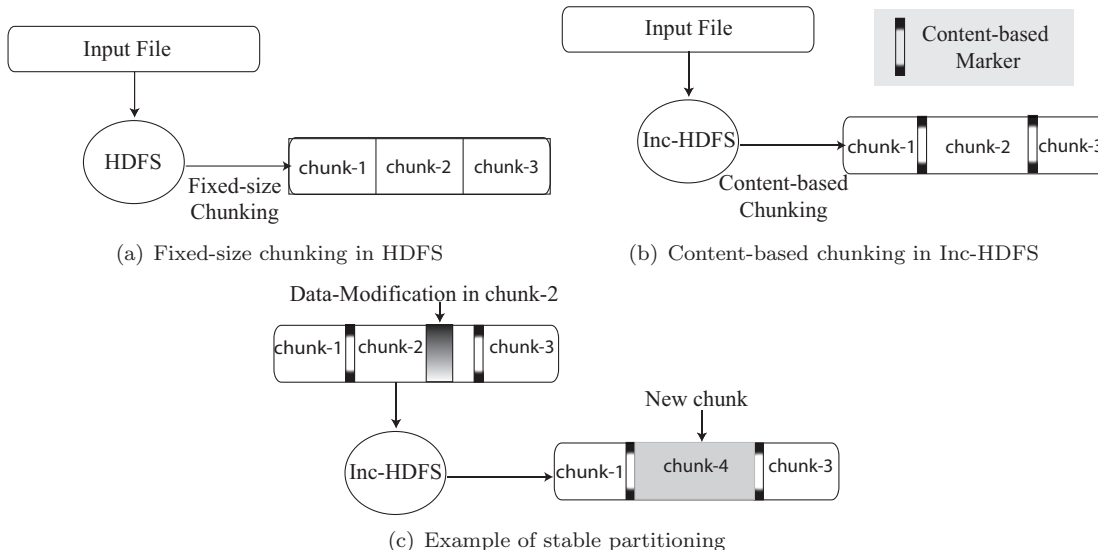 Input File
HDFS
Fixed-size
Chunking
chunk-1 chunk-2 chunk-3
(a) Fixed-size chunking in HDFS
Input File
Content-based
Marker
Inc-HDFS
Content-based
Chunking
chunk-1 chunk-2 chunk-3
(b) Content-based chunking in Inc-HDFS
Data-Modification in chunk-2
chunk-1 chunk-2 chunk-3
Inc-HDFS
New chunk
chunk-1 chunk-4 chunk-3
(c) Example of stable partitioning